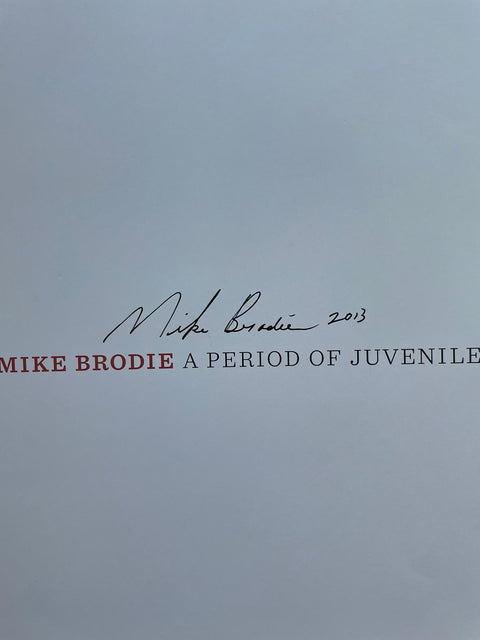 Mike Brodie 2013
MIKE BRODIE A PERIOD OF JUVENILE